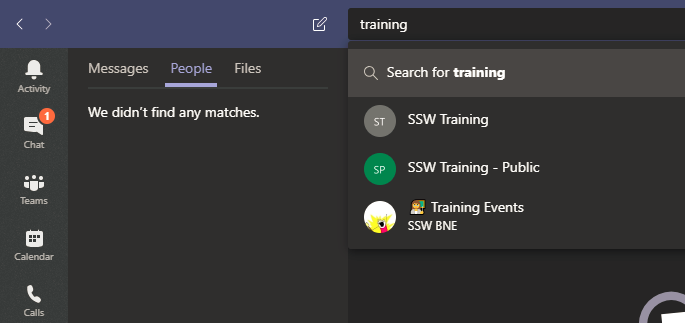 training
Search for training
Messages People Files
We didn't find any matches.
Activity
1
Chat
Teams
Calendar
Calls
ST SSW Training
SP SSW Training - Public
Training Events
SSW BNE